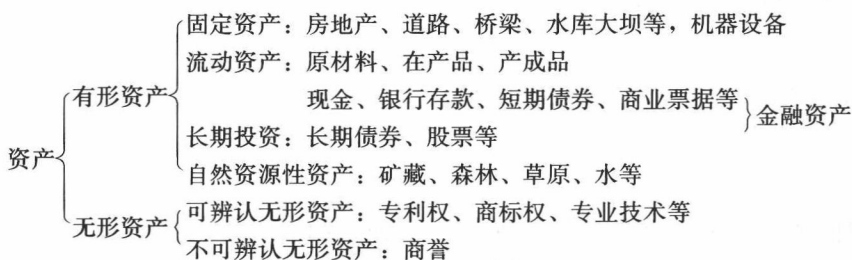 固定资产：房地产、道路、桥梁、水库大坝等，机器设备
流动资产：原材料、在产品、产成品
有形资产
现金、银行存款、短期债券、商业票据等
金融资产
长期投资：长期债券、股票等
资产
自然资源性资产：矿藏、森林、草原、水等
可辨认无形资产：专利权、商标权、专业技术等
无形资产
不可辨认无形资产：商誉